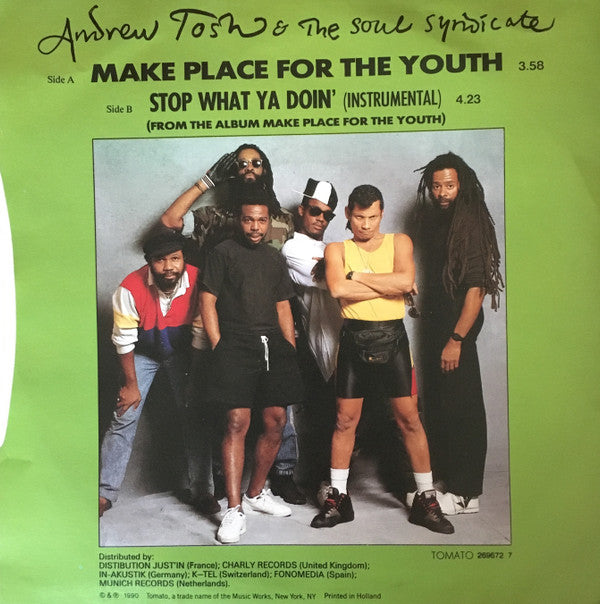 Andrew Tosh & The Soul Syndicate
Side A MAKE PLACE FOR THE YOUTH 3.58
Side B STOP WHAT YA DOIN' (INSTRUMENTAL) 4.23
(FROM THE ALBUM MAKE PLACE FOR THE YOUTH)
Distributed by:
DISTIBUTION JUST'IN (France); CHARLY RECORDS (United Kingdom);
IN-AKUSTIK (Germany); K–TEL (Switzerland); FONOMEDIA (Spain);
MUNICH RECORDS (Netherlands).
TOMATO 269672 7
© & ℗ 1990 Tomato, a trade name of the Music Works, New York, NY Printed in Holland